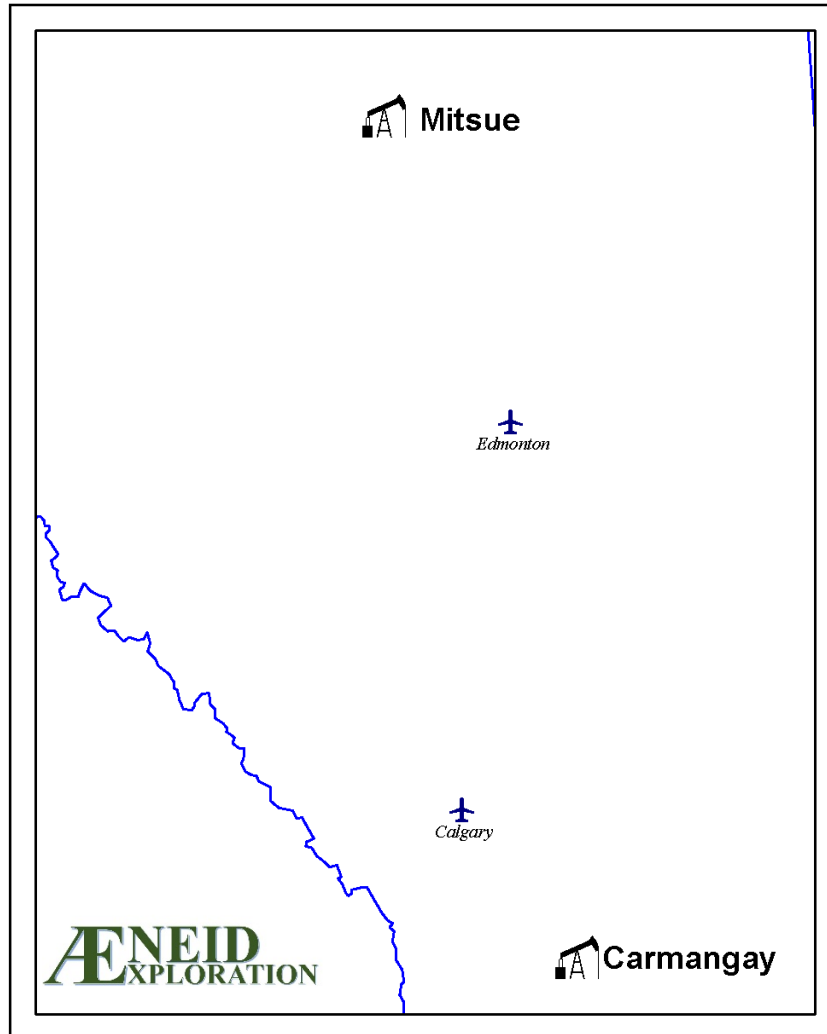 Mitsue
Edmonton
Calgary
Carmangay
ÆNEID
EXPLORATION